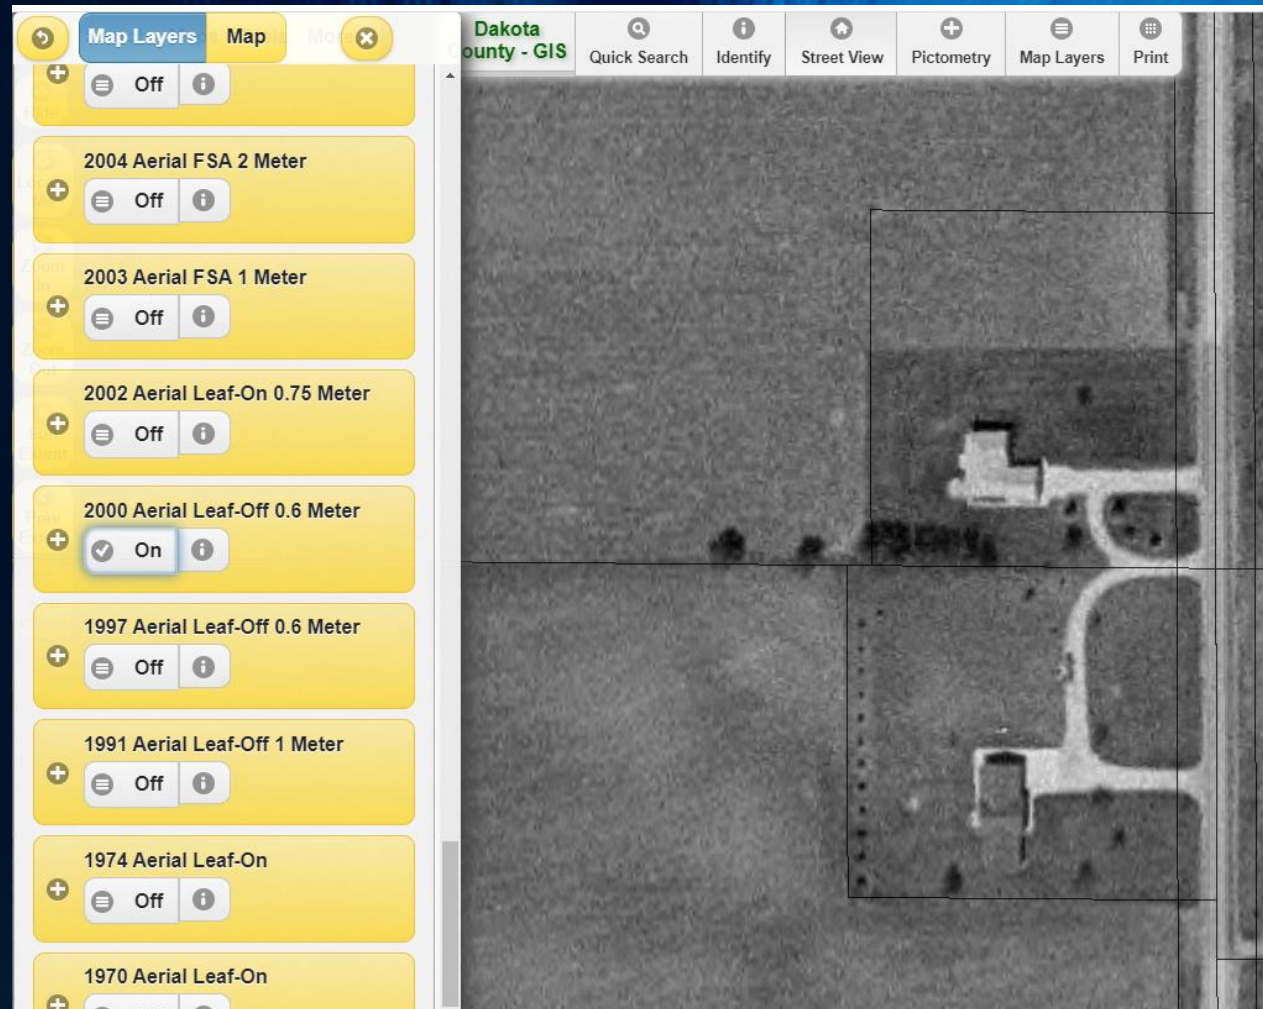 Map Layers
Map
Dakota
County - GIS
Quick Search
Identify
Street View
Pictometry
Map Layers
Print
Off
2004 Aerial FSA 2 Meter
Off
2003 Aerial FSA 1 Meter
Off
2002 Aerial Leaf-On 0.75 Meter
Off
2000 Aerial Leaf-Off 0.6 Meter
On
1997 Aerial Leaf-Off 0.6 Meter
Off
1991 Aerial Leaf-Off 1 Meter
Off
1974 Aerial Leaf-On
Off
1970 Aerial Leaf-On